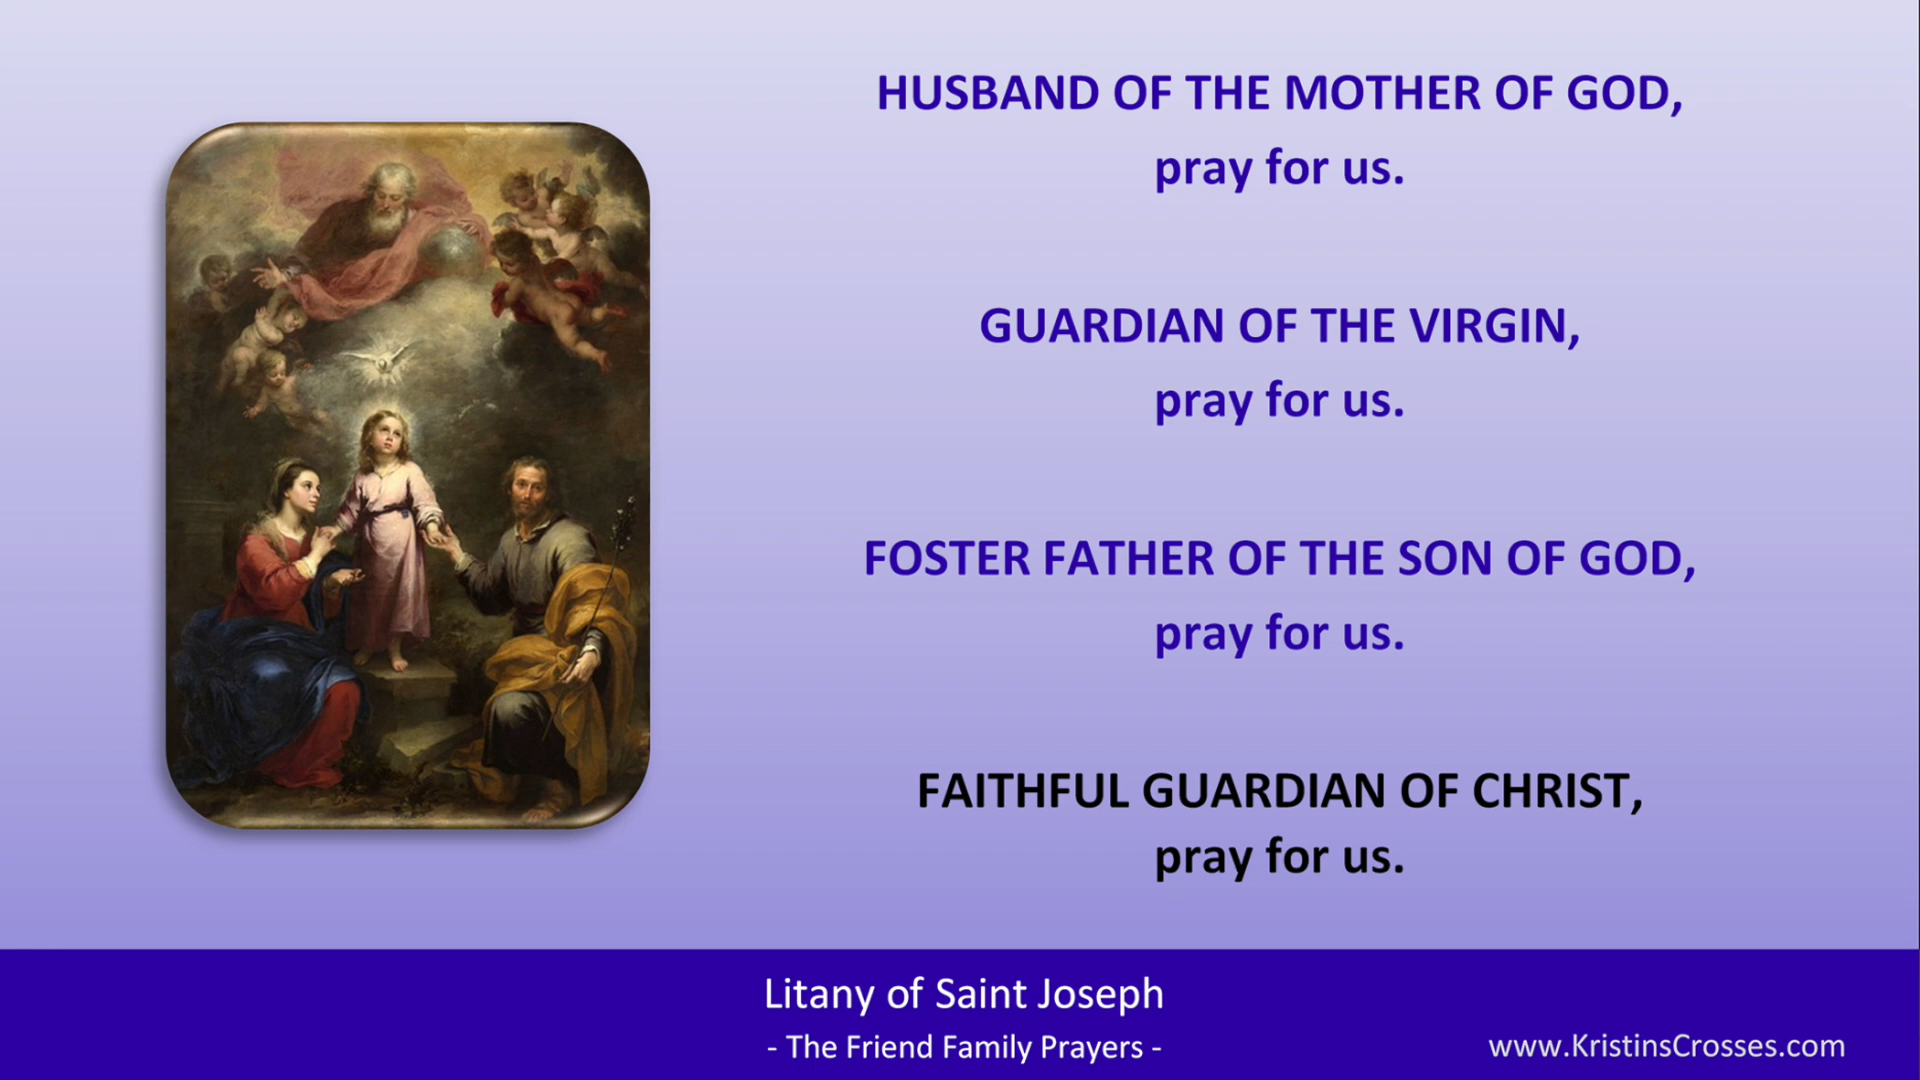 HUSBAND OF THE MOTHER OF GOD,
pray for us.
GUARDIAN OF THE VIRGIN,
pray for us.
FOSTER FATHER OF THE SON OF GOD,
pray for us.
FAITHFUL GUARDIAN OF CHRIST,
pray for us.
Litany of Saint Joseph
- The Friend Family Prayers -
www.KristinsCrosses.com